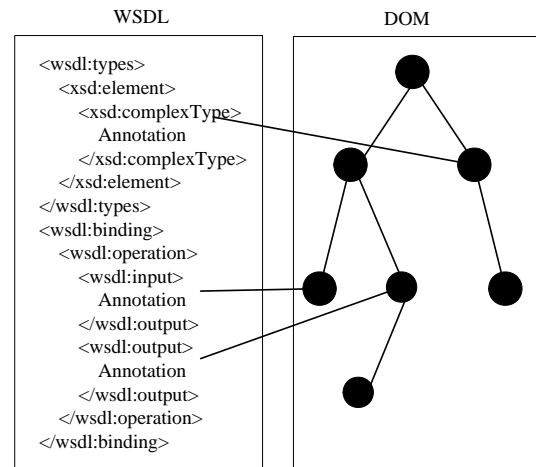 WSDL
DOM
<wsdl:types>
<xsd:element>
<xsd:complexType>
Annotation
</xsd:complexType>
</xsd:element>
</wsdl:types>
<wsdl:binding>
<wsdl:operation>
<wsdl:input>
Annotation
</wsdl:output>
<wsdl:output>
Annotation
</wsdl:output>
</wsdl:operation>
</wsdl:binding>